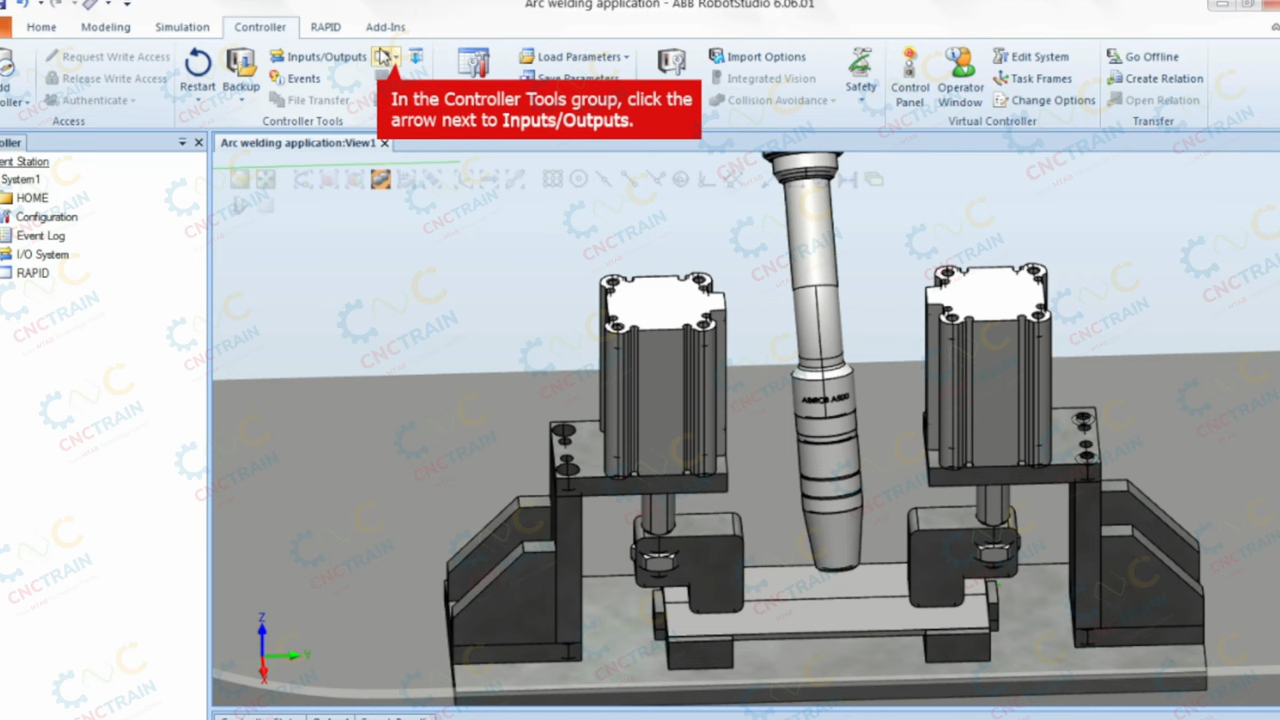 Arc welding application - ABB RobotStudio 6.06.01
Home Modeling Simulation Controller RAPID Add-Ins
Request Write Access
Release Write Access
Authenticate
Access
Restart
Backup
Inputs/Outputs
Events
File Transfer
Controller Tools
Load Parameters
Save Parameters
Import Options
Integrated Vision
Collision Avoidance
Safety
Control
Panel
Operator
Window
Edit System
Task Frames
Change Options
Virtual Controller
Go Offline
Create Relation
Open Relation
Transfer
In the Controller Tools group, click the
arrow next to Inputs/Outputs.
Arc welding application:View1
ent Station
System1
HOME
Configuration
Event Log
I/O System
RAPID
Z
Y
X
CNCTRAIN